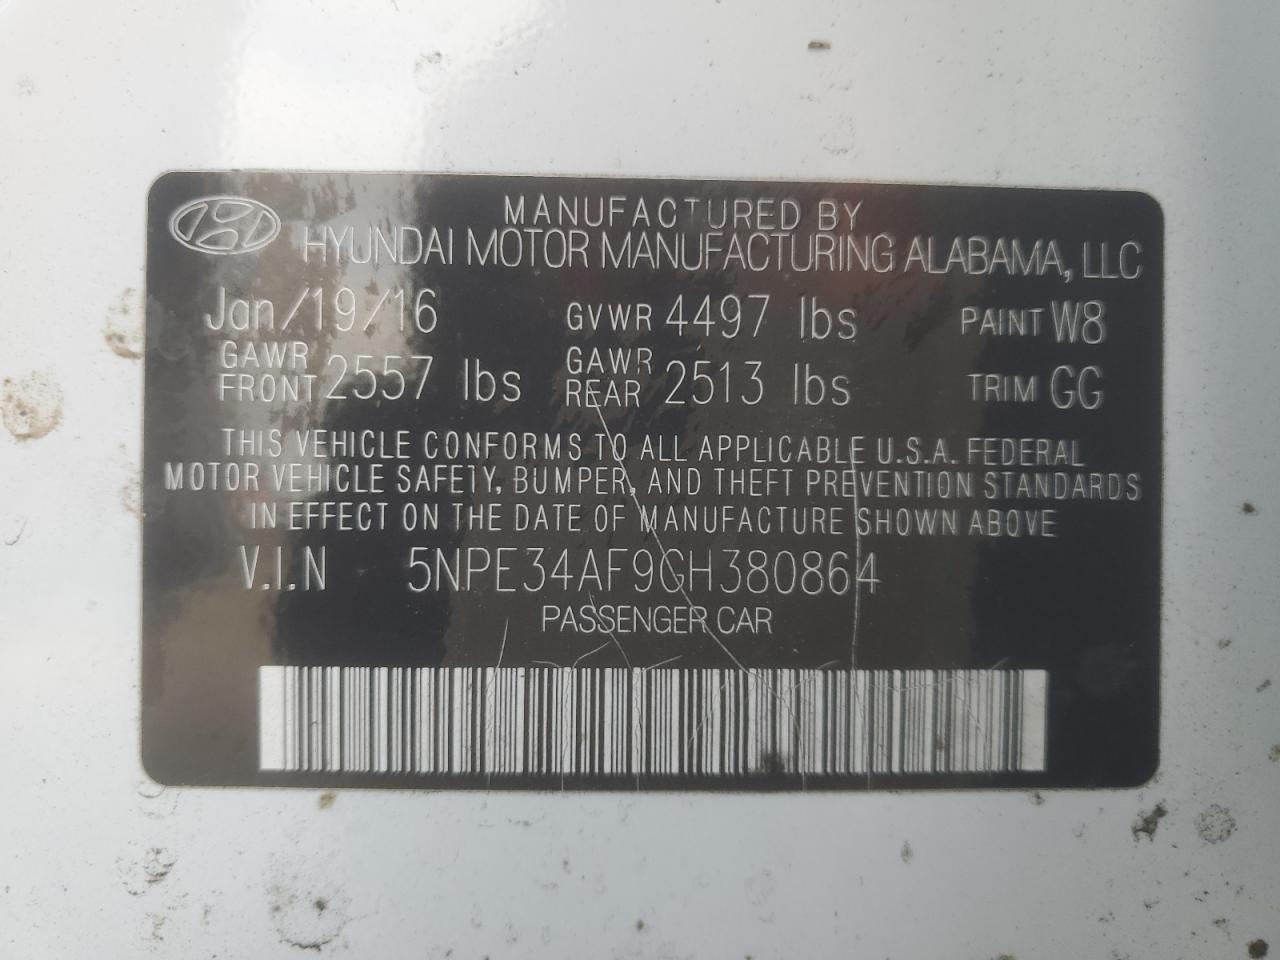 MANUFACTURED BY
HYUNDAI MOTOR MANUFACTURING ALABAMA, LLC
Jan/19/16 GVWR 4497 lbs PAINT W8
GAWR FRONT 2557 lbs GAWR REAR 2513 lbs TRIM GG
THIS VEHICLE CONFORMS TO ALL APPLICABLE U.S.A. FEDERAL
MOTOR VEHICLE SAFETY, BUMPER, AND THEFT PREVENTION STANDARDS
IN EFFECT ON THE DATE OF MANUFACTURE SHOWN ABOVE
V.I.N 5NPE34AF9GH380864
PASSENGER CAR